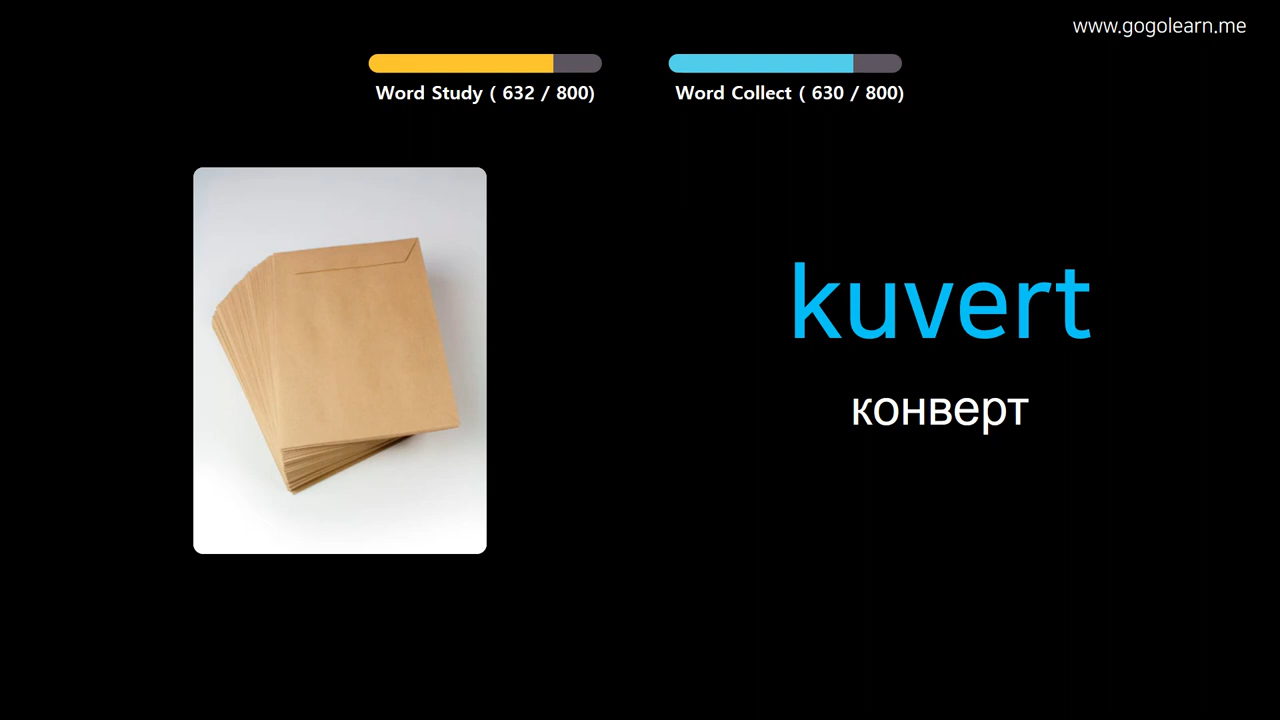 www.gogolearn.me
Word Study ( 632 / 800)
Word Collect ( 630 / 800)
kuvert
конверт